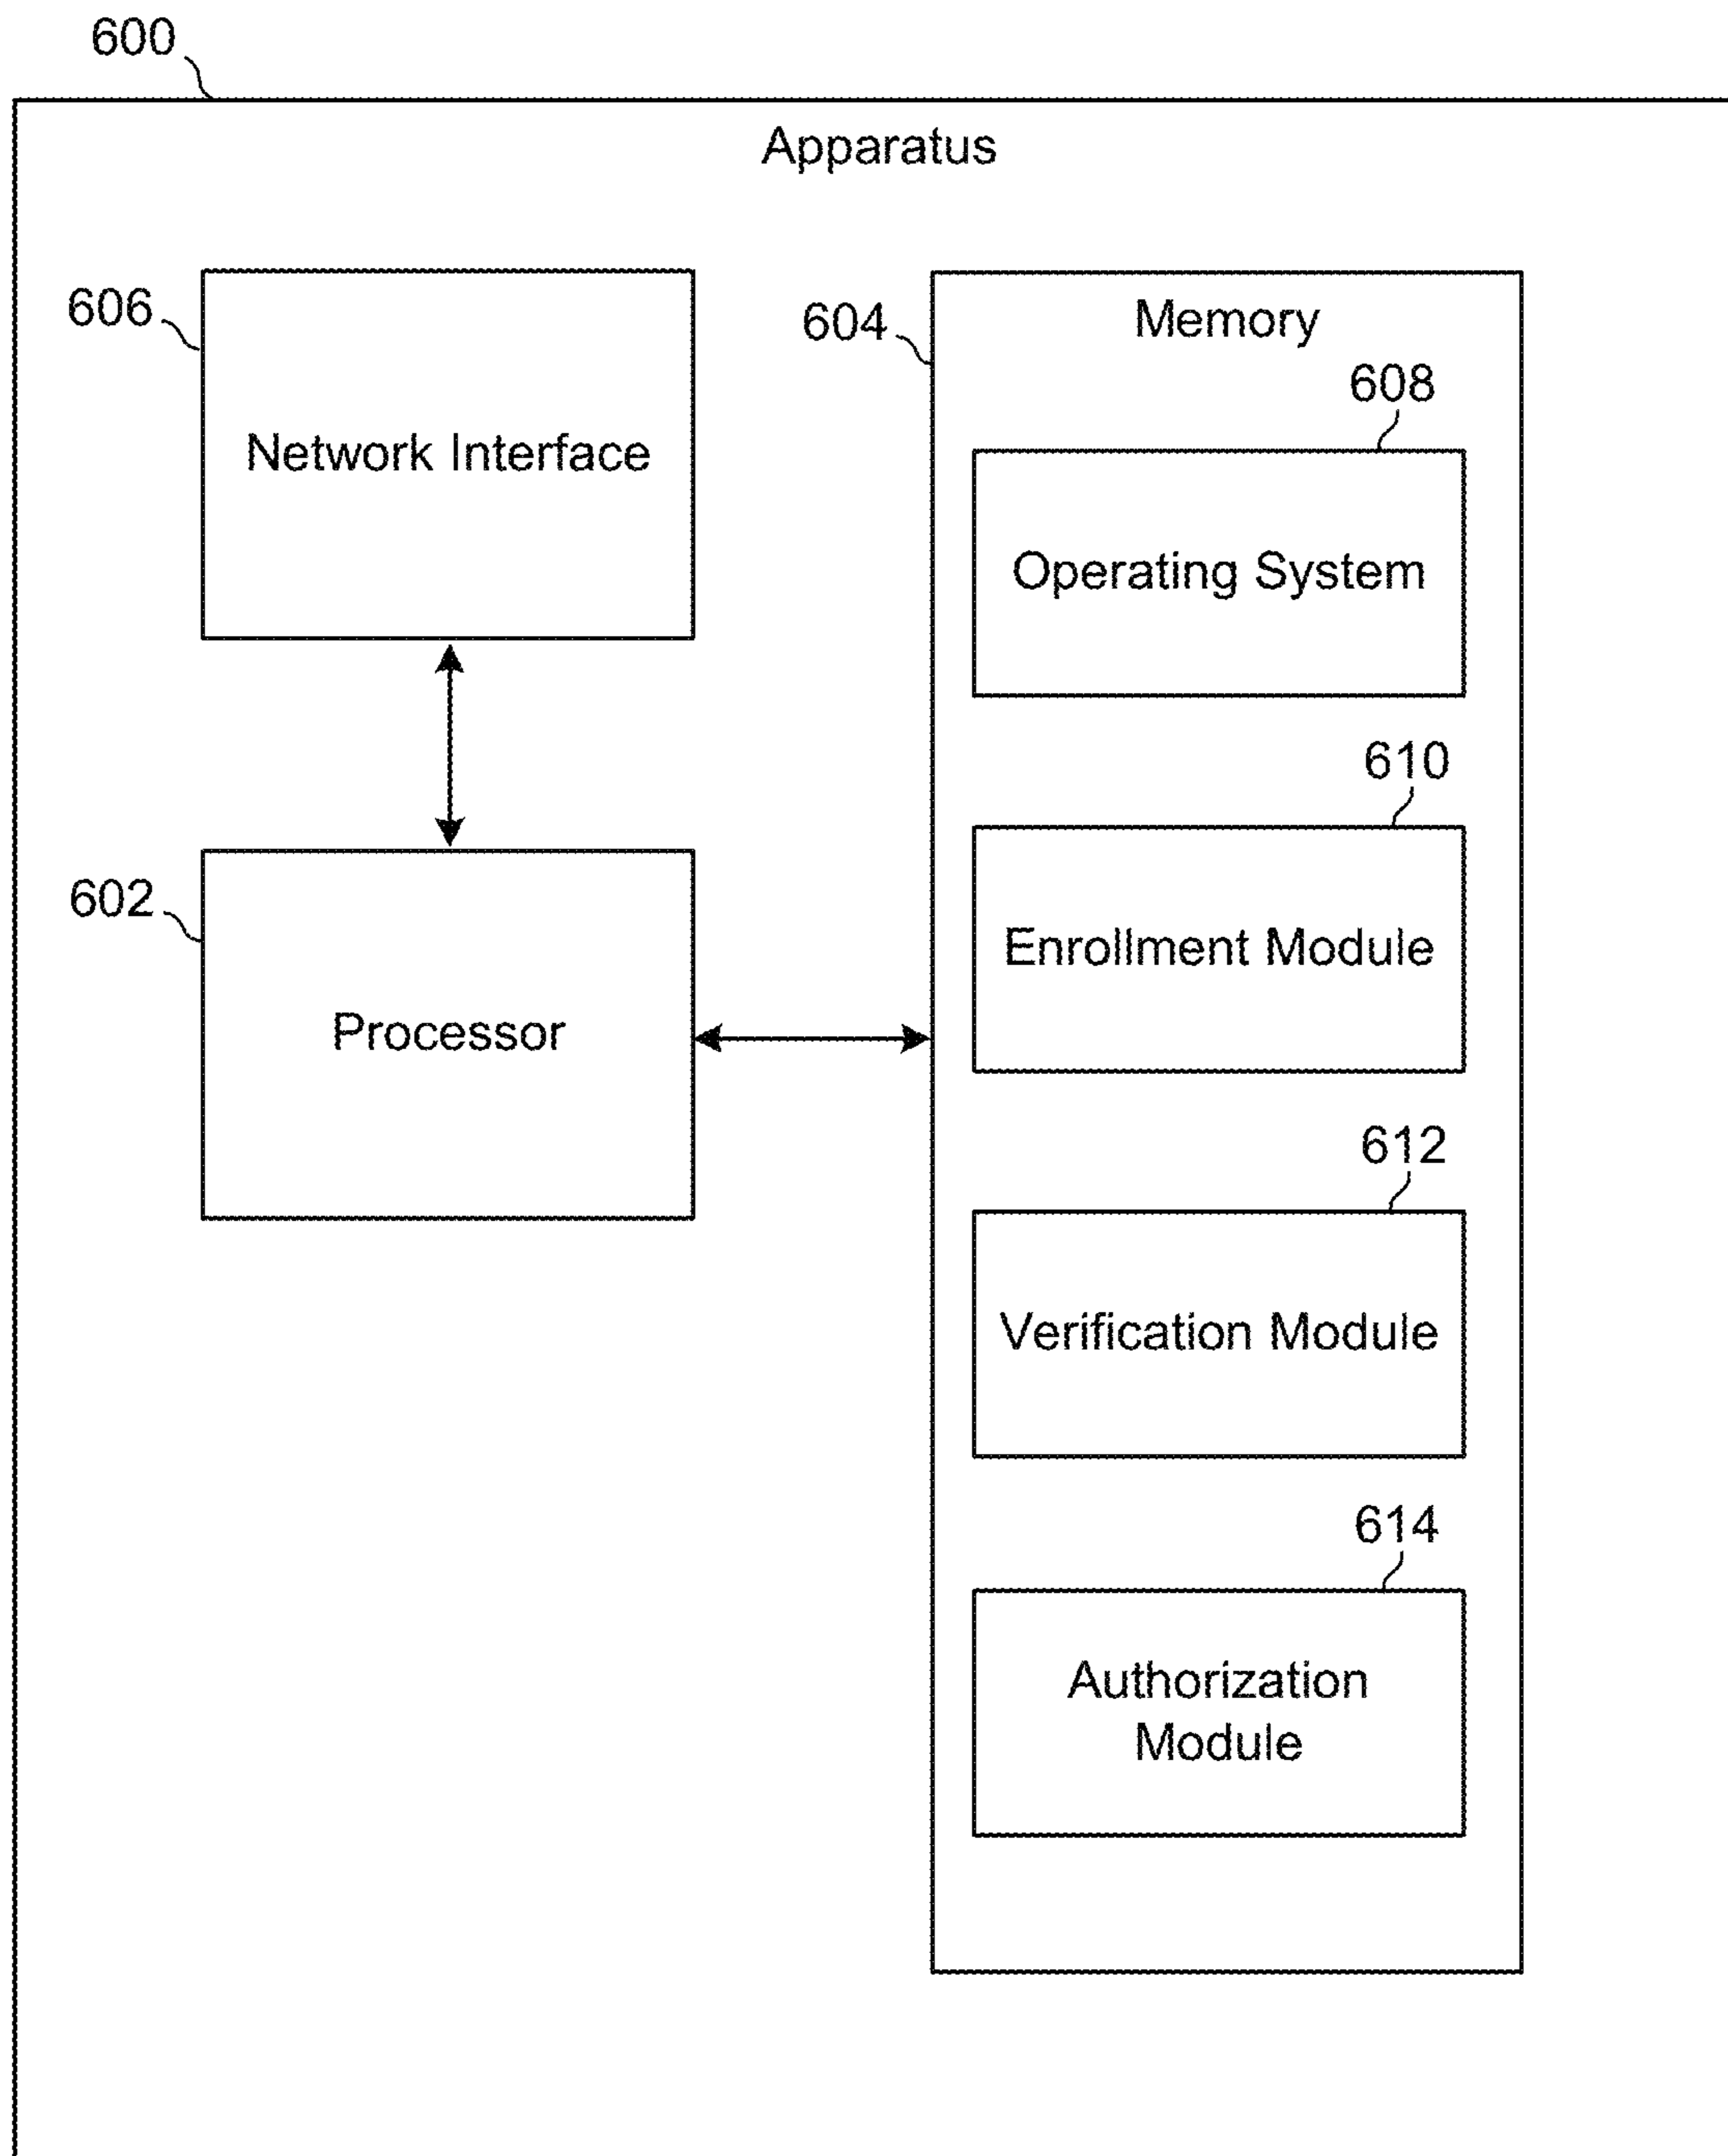 600
Apparatus
606
Network Interface
604
Memory
608
Operating System
610
Enrollment Module
602
Processor
612
Verification Module
614
Authorization
Module